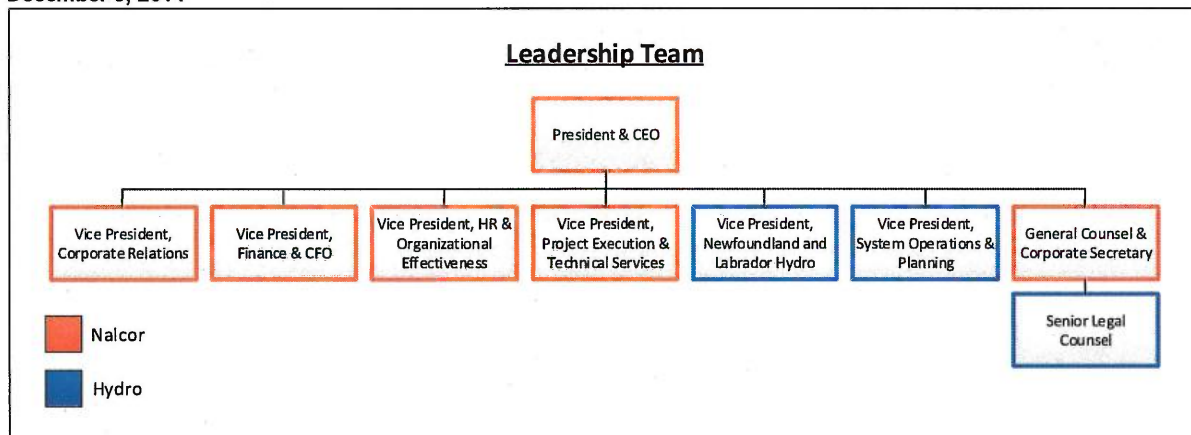 December
Leadership Team
President & CEO
Vice President,
Corporate Relations
Vice President,
Finance & CFO
Vice President, HR &
Organizational
Effectiveness
Vice President,
Project Execution &
Technical Services
Vice President,
Newfoundland and
Labrador Hydro
Vice President,
System Operations &
Planning
General Counsel &
Corporate Secretary
Senior Legal
Counsel
Nalcor
Hydro